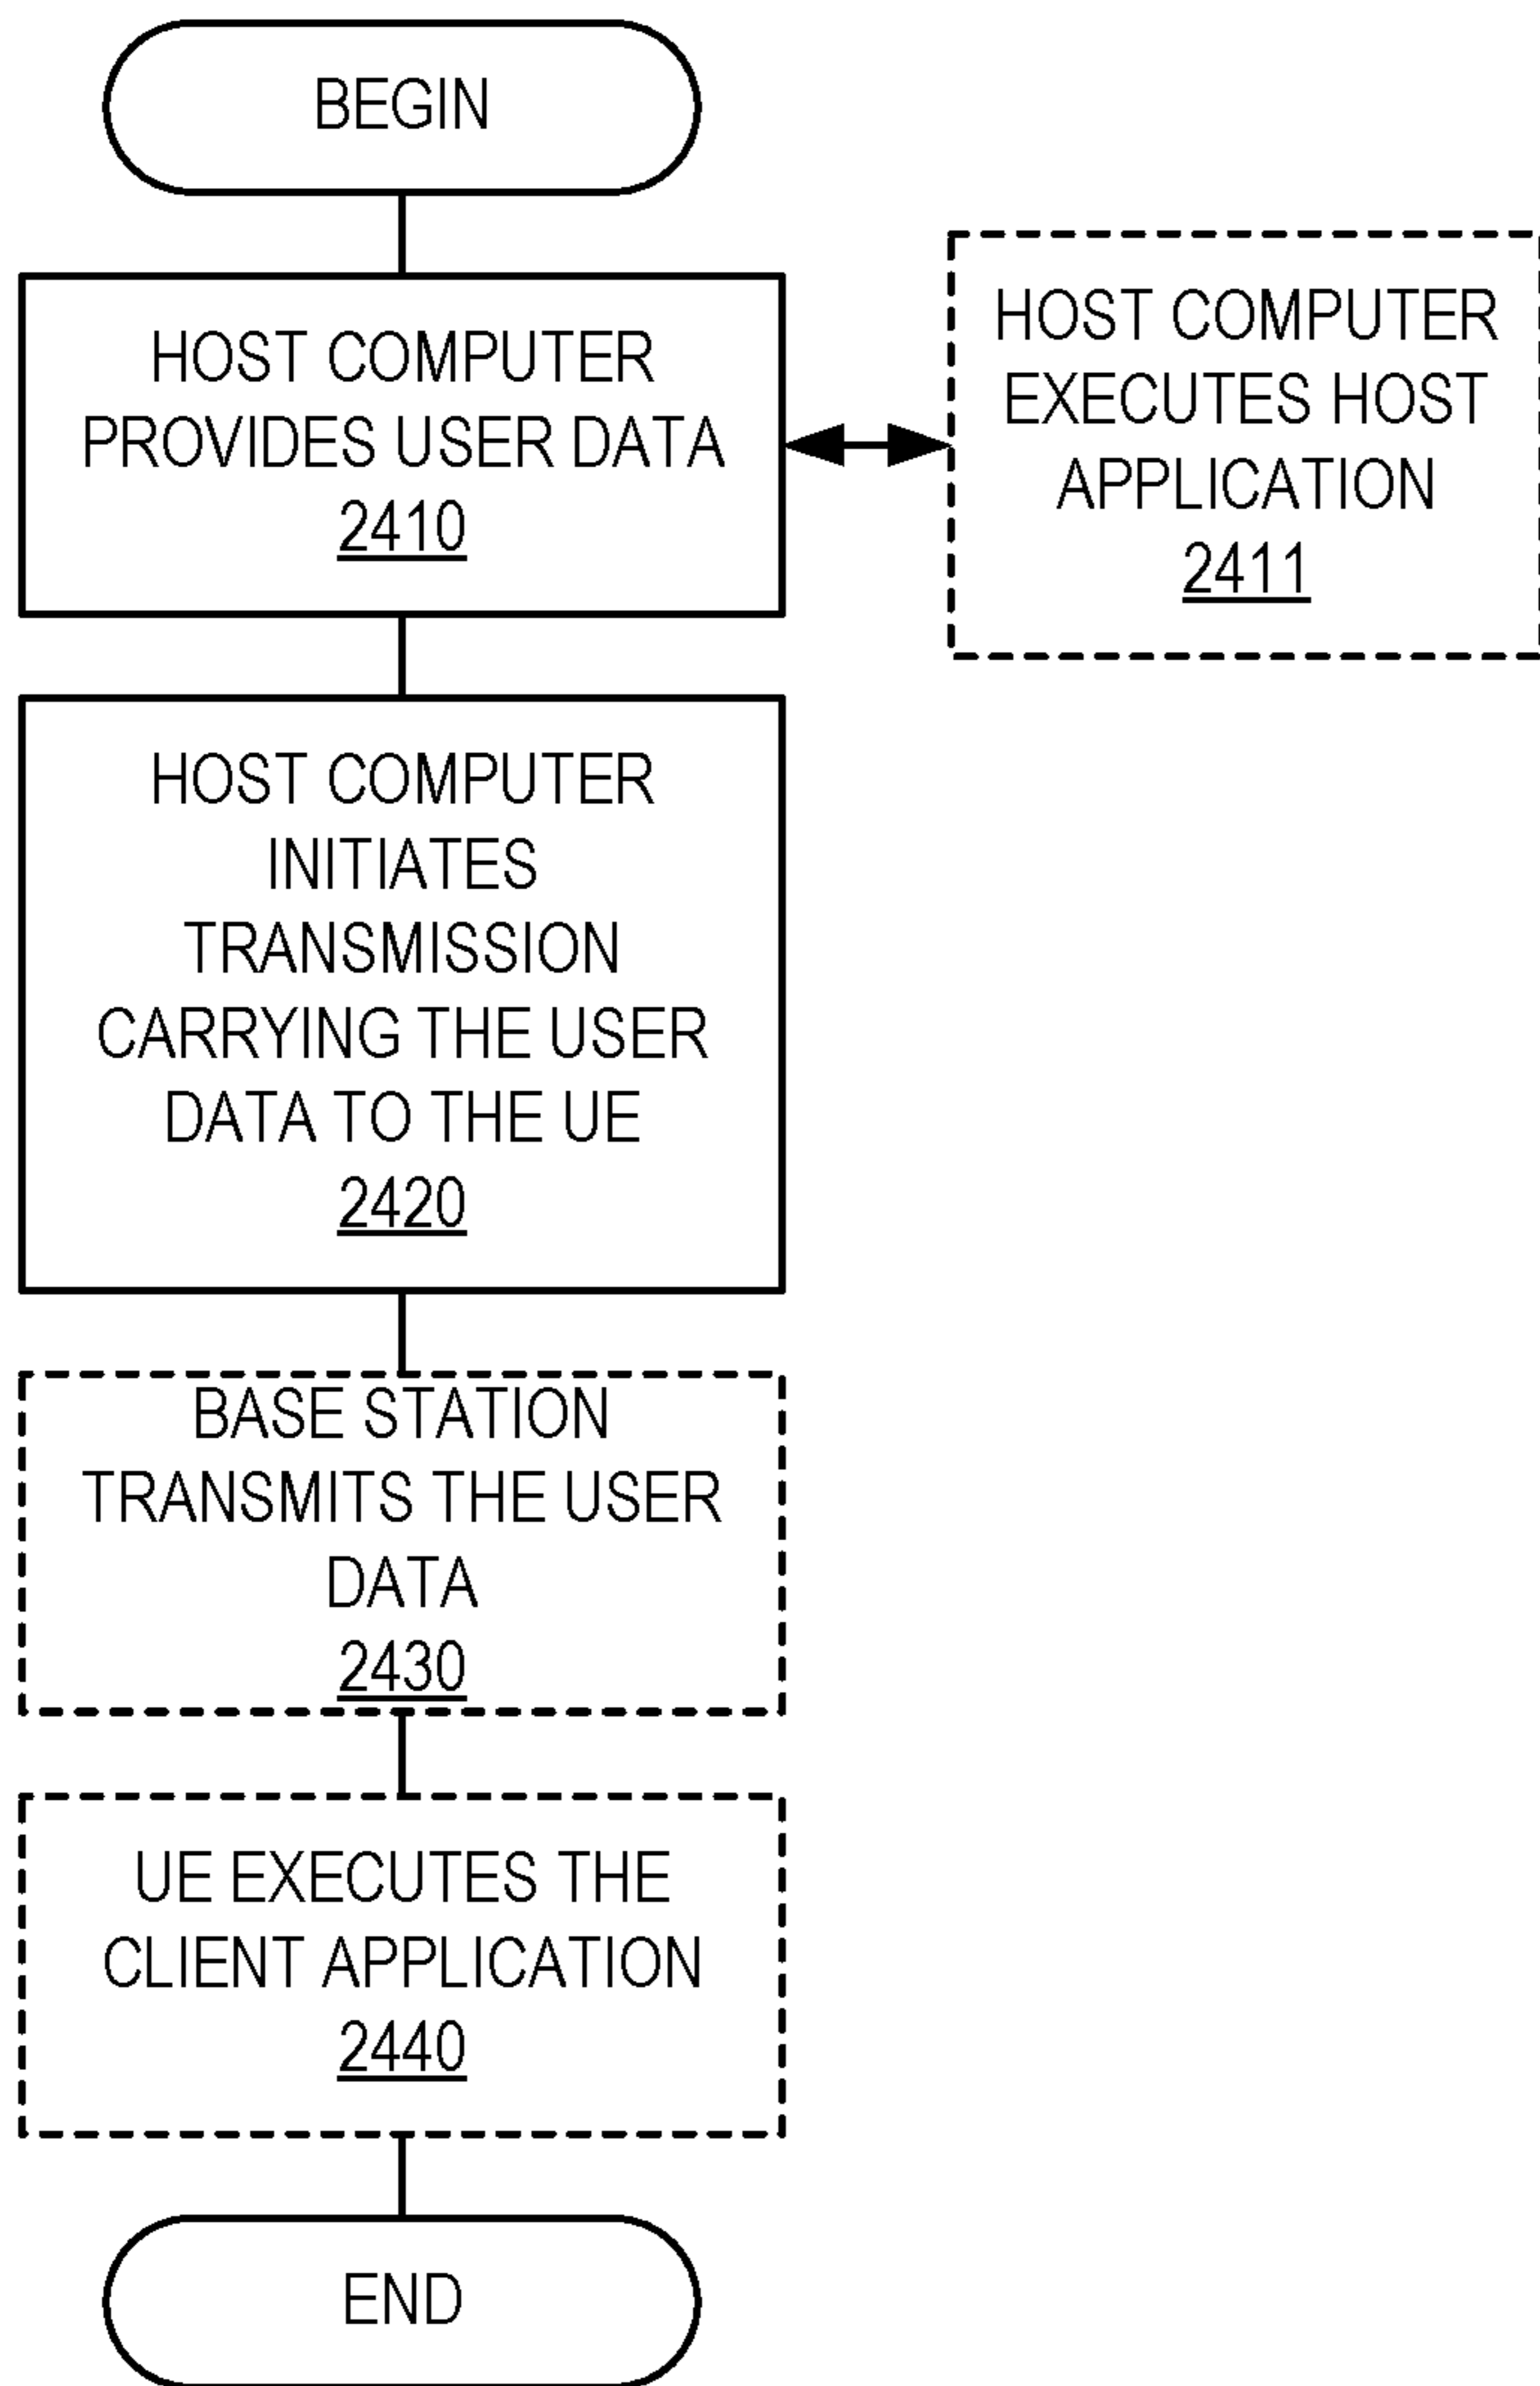 BEGIN
HOST COMPUTER
PROVIDES USER DATA
2410
HOST COMPUTER
EXECUTES HOST
APPLICATION
2411
HOST COMPUTER
INITIATES
TRANSMISSION
CARRYING THE USER
DATA TO THE UE
2420
BASE STATION
TRANSMITS THE USER
DATA
2430
UE EXECUTES THE
CLIENT APPLICATION
2440
END